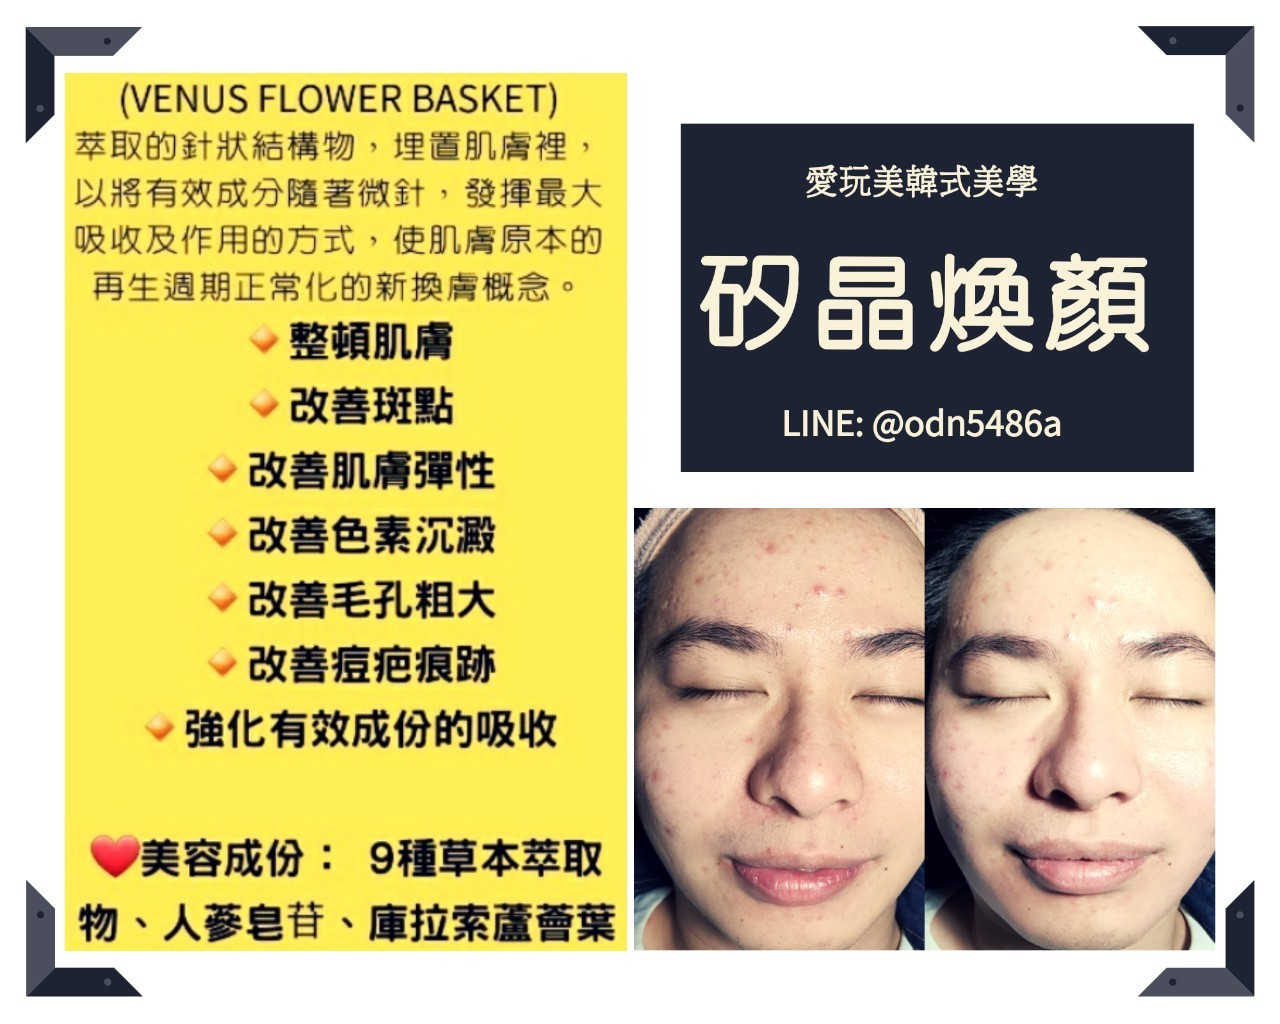 (VENUS FLOWER BASKET)
萃取的針狀結構物，埋置肌膚裡，
以將有效成分隨著微針，發揮最大
吸收及作用的方式，使肌膚原本的
再生週期正常化的新換膚概念。
🔸整頓肌膚
🔸改善斑點
🔸改善肌膚彈性
🔸改善色素沉澱
🔸改善毛孔粗大
🔸改善痘疤痕跡
🔸強化有效成份的吸收
❤️美容成份： 9種草本萃取
物、人蔘皂苷、庫拉索蘆薈葉
愛玩美韓式美學
矽晶煥顏
LINE: @odn5486a